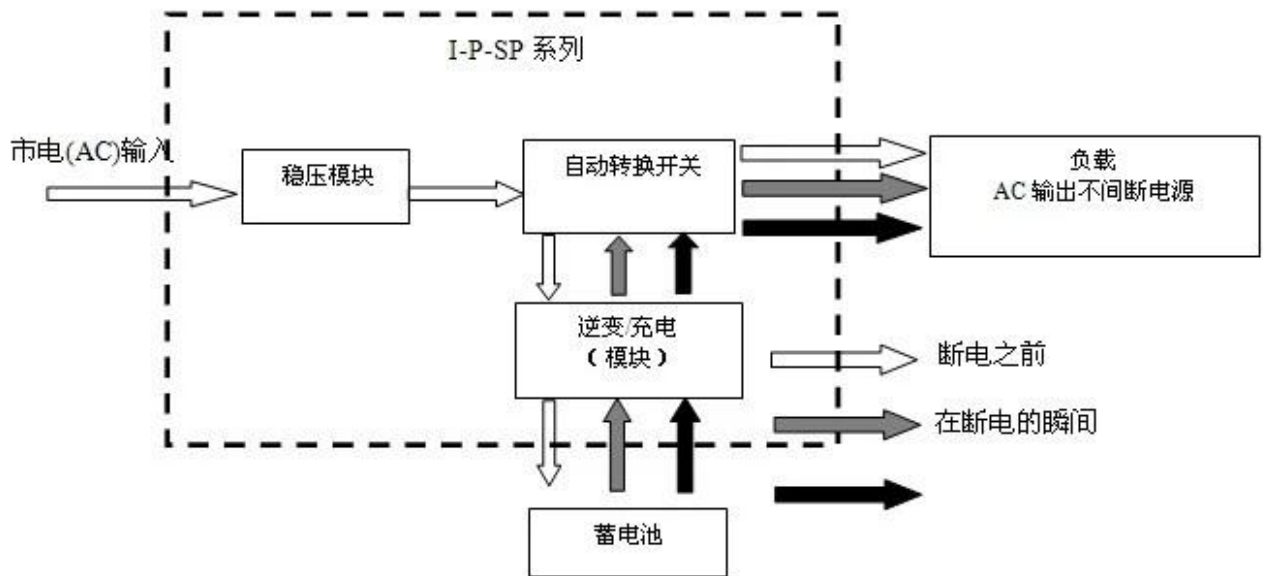 I-P-SP 系列
市电(AC)输入
稳压模块
自动转换开关
负载
AC 输出不间断电源
逆变/充电
（模块）
断电之前
在断电的瞬间
蓄电池